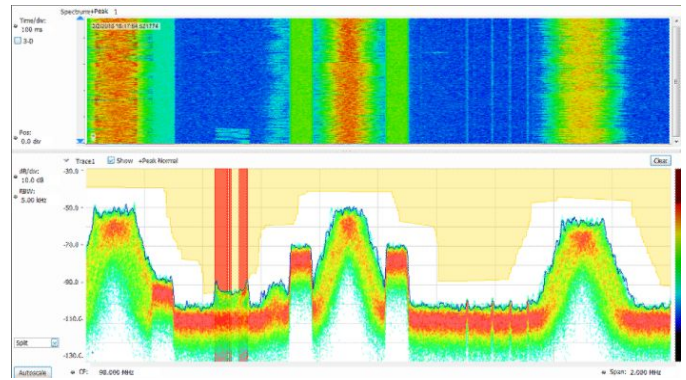 Time/div:
100 ms
3-D
Spectrum +Peak 1
Pos:
0.0 div
Trace1 Show +Peak Normal
Clear
dB/div:
10.0 dB
RBW:
5.00 kHz
-30.0
-50.0
-70.0
-90.0
-110.0
-130.0
Split
Autoscale
CF: 98.000 MHz
Span: 2.000 MHz